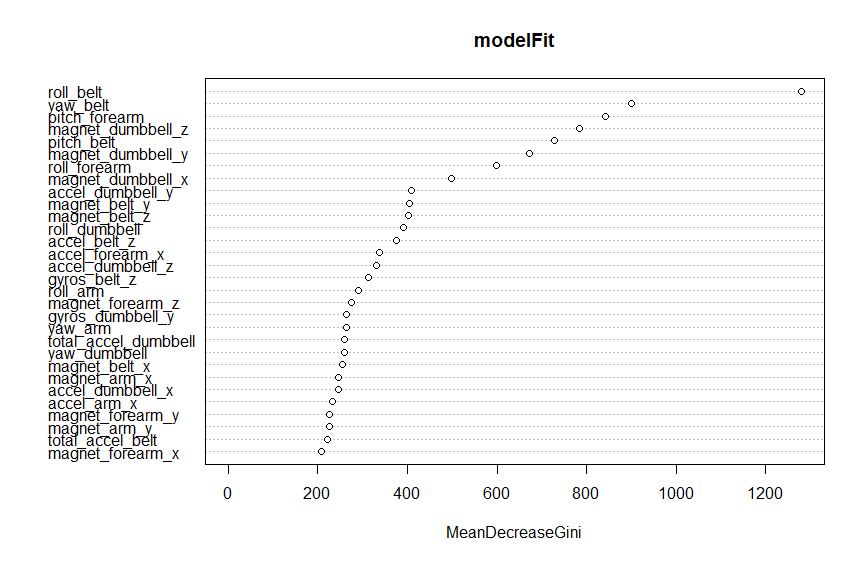 modelFit
roll_belt
yaw_belt
pitch_forearm
magnet_dumbbell_z
pitch_belt
magnet_dumbbell_y
roll_forearm
magnet_dumbbell_x
accel_dumbbell_y
magnet_belt_y
magnet_belt_z
roll_dumbbell
accel_belt_z
accel_forearm_x
accel_dumbbell_z
gyros_belt_z
roll_arm
magnet_forearm_z
gyros_dumbbell_y
yaw_arm
total_accel_dumbbell
yaw_dumbbell
magnet_belt_x
magnet_arm_x
accel_dumbbell_x
accel_arm_x
magnet_forearm_y
magnet_arm_y
total_accel_belt
magnet_forearm_x
0 200 400 600 800 1000 1200
MeanDecreaseGini